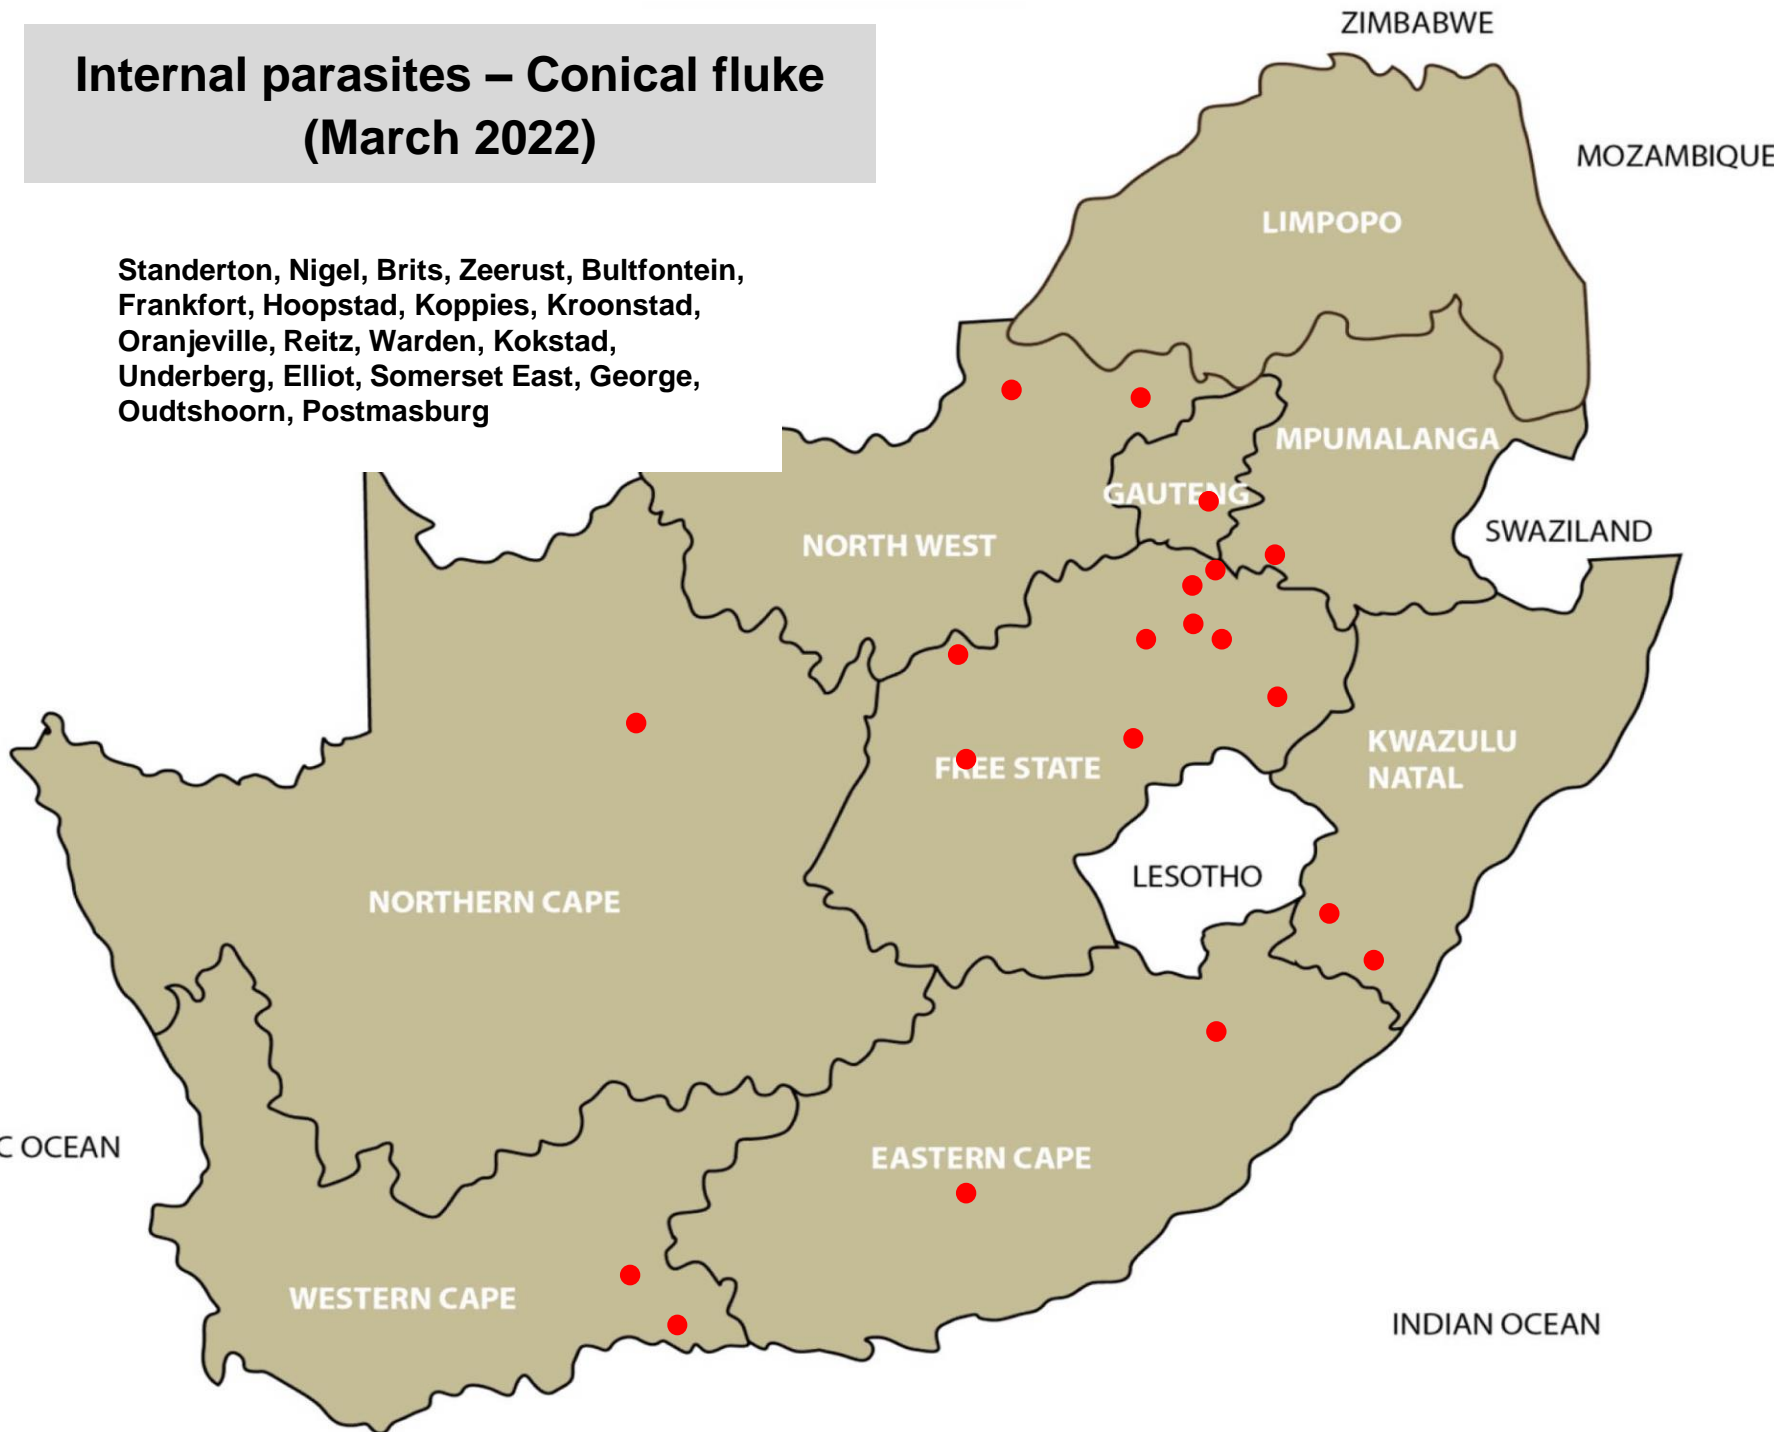 Internal parasites – Conical fluke
(March 2022)
Standerton, Nigel, Brits, Zeerust, Bultfontein,
Frankfort, Hoopstad, Koppies, Kroonstad,
Oranjeville, Reitz, Warden, Kokstad,
Underberg, Elliot, Somerset East, George,
Oudtshoorn, Postmasburg
ZIMBABWE
MOZAMBIQUE
LIMPOPO
MPUMALANGA
GAUTENG
NORTH WEST
SWAZILAND
KWAZULU
NATAL
FREE STATE
LESOTHO
NORTHERN CAPE
C OCEAN
EASTERN CAPE
WESTERN CAPE
INDIAN OCEAN